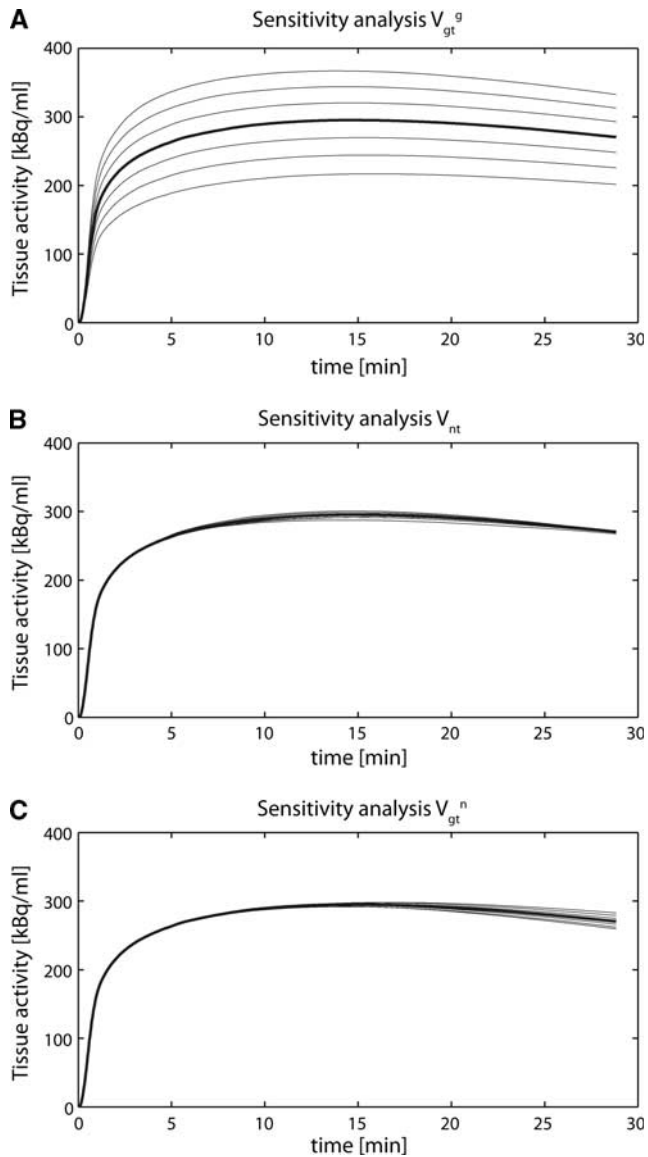 A
Sensitivity analysis V_gt^g
Tissue activity [kBq/ml]
400
300
200
100
0
0 5 10 15 20 25 30
time [min]
B
Sensitivity analysis V_nt
Tissue activity [kBq/ml]
400
300
200
100
0
0 5 10 15 20 25 30
time [min]
C
Sensitivity analysis V_gt^n
Tissue activity [kBq/ml]
400
300
200
100
0
0 5 10 15 20 25 30
time [min]